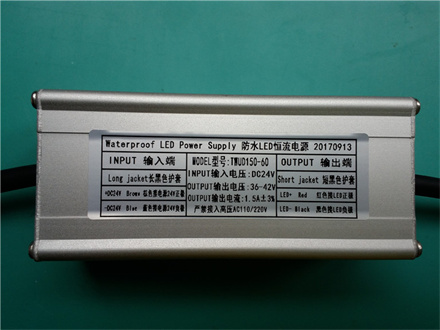 Waterproof LED Power Supply 防水LED恒流电源 20170913
INPUT 输入端
MODEL型号:TWUD150-60
OUTPUT 输出端
Long jacket长黑色护套
INPUT输入电压:DC24V
Short jacket 短黑色护套
OUTPUT输出电压: 36-42V
+DC24V Brown 棕色接电源24V正极
OUTPUT输出电流:1.5A±3%
LED+ Red 红色接LED正极
-DC24V Blue 蓝色接电源24V负极
严禁接入高压AC110/220V
LED- Black 黑色接LED负极